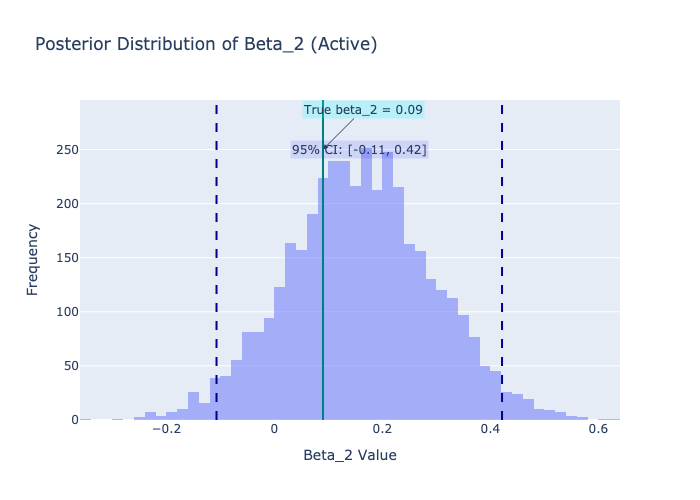 Posterior Distribution of Beta_2 (Active)
True beta_2 = 0.09
95% CI: [-0.11, 0.42]
250
200
150
100
50
0
Frequency
−0.2
0
0.2
0.4
0.6
Beta_2 Value